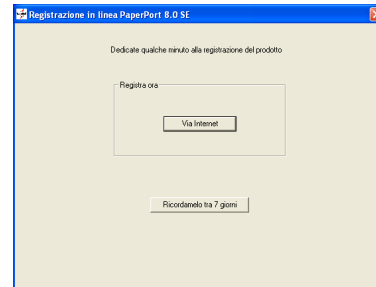 Registrazione in linea PaperPort 8.0 SE
Dedicate qualche minuto alla registrazione del prodotto
Registra ora
Via Internet
Ricordamelo tra 7 giorni